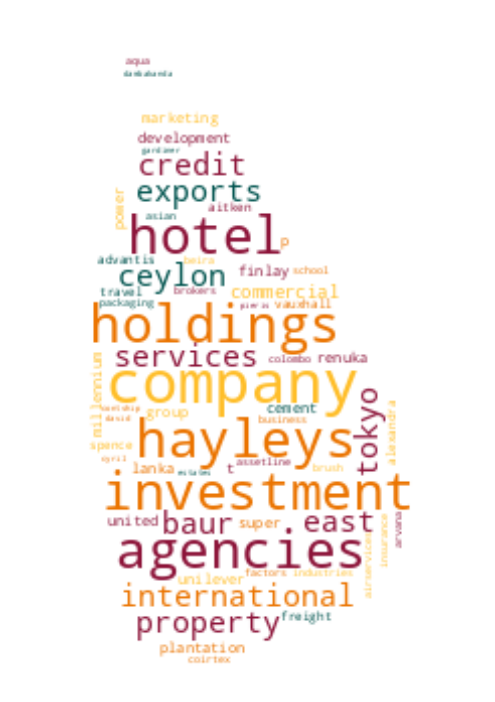 aqua
dambakanda
marketing
development
gardiner
credit
power
exports
aitken
asian
hotel
p
advantis
beira
ceylon
finlay
school
travel
brokers
commercial
packaging
pieris
vauxhall
holdings
services
colombo
renuka
millennium
company
tokyo
cement
david
group
business
alexandra
hayleys
spence
cyril
lanka
t
assetline
estates
brush
investment
united
baur
super
east
arvana
insurance
agencies
airservices
unilever
factors
industries
international
property
freight
plantation
coirtex